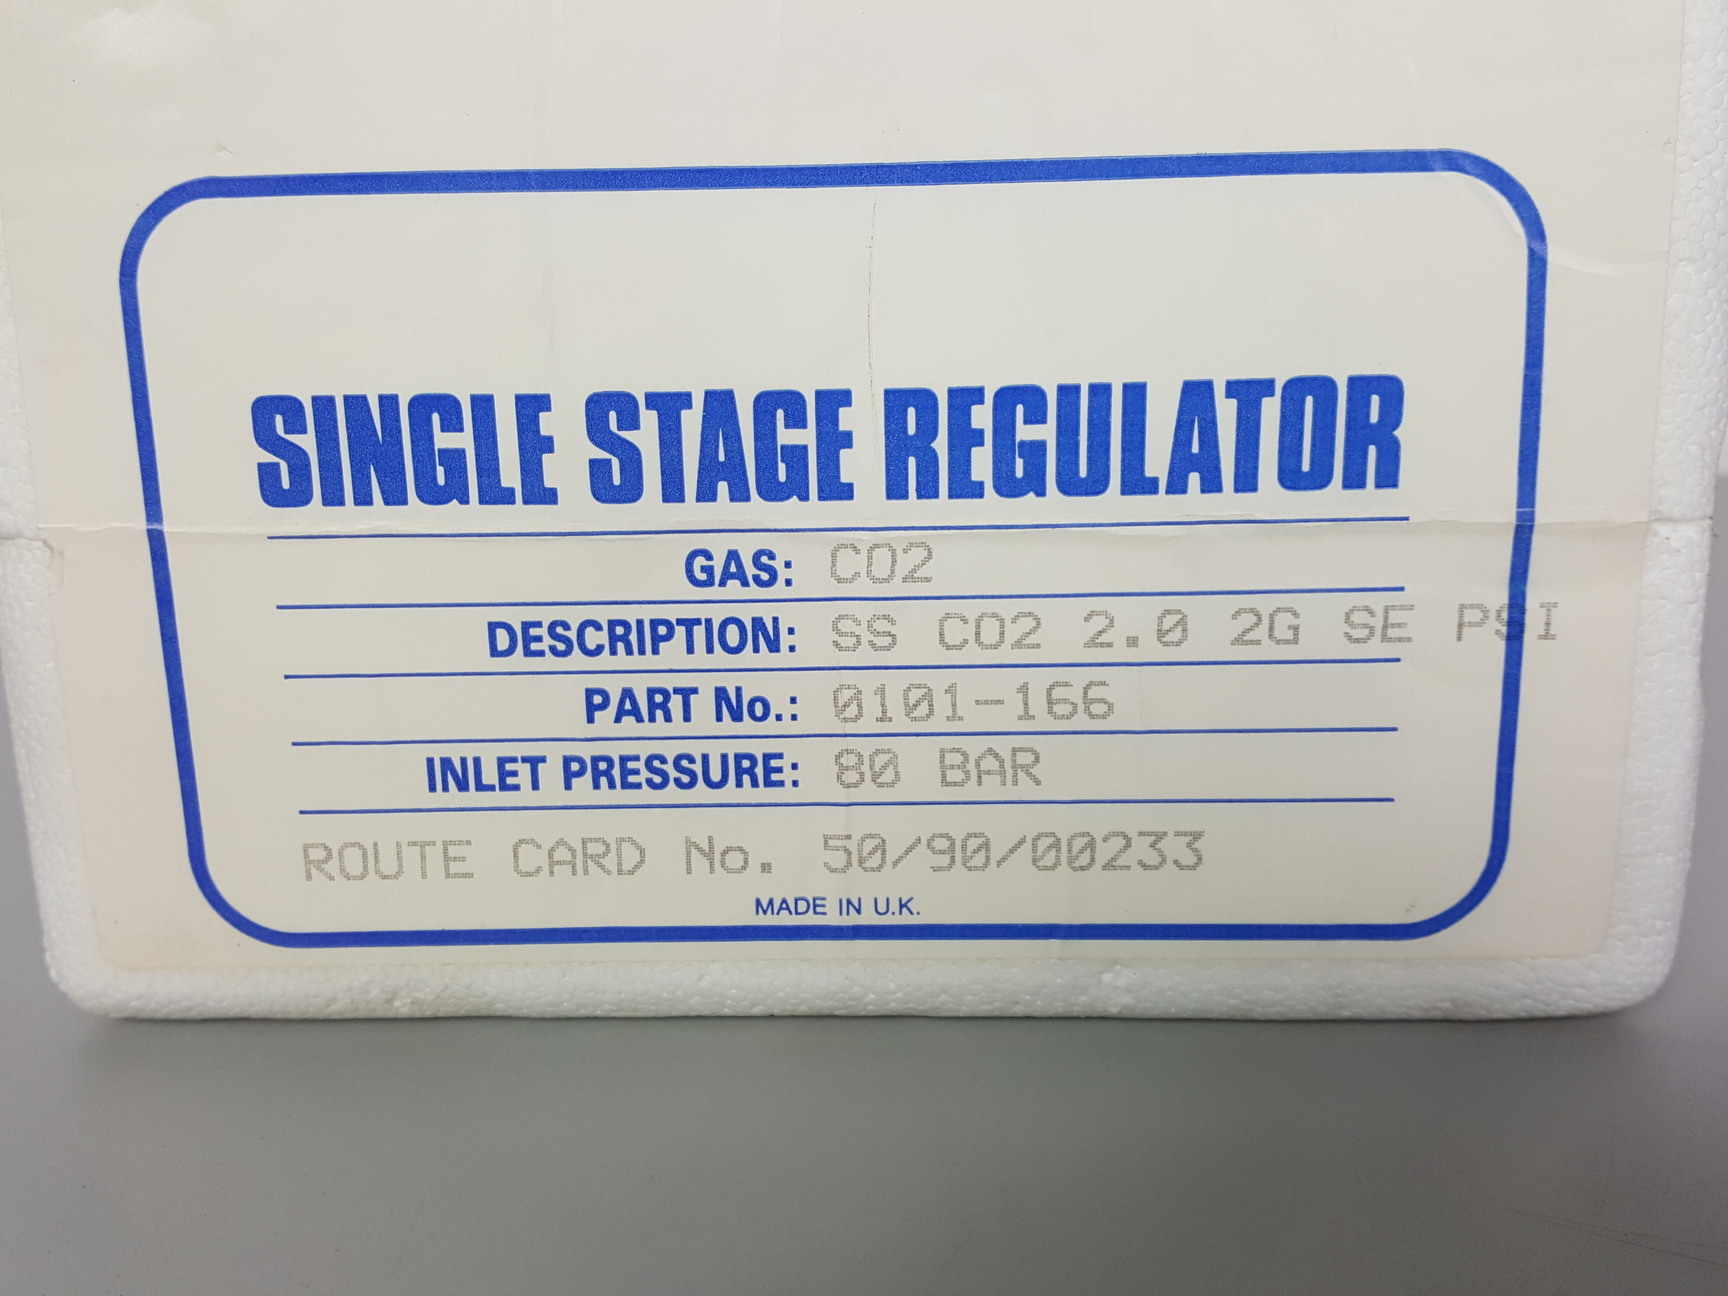 SINGLE STAGE REGULATOR
GAS: CO2
DESCRIPTION: SS CO2 2.0 2G SE PSI
PART No.: 0101-166
INLET PRESSURE: 80 BAR
ROUTE CARD No. 50/90/00233
MADE IN U.K.